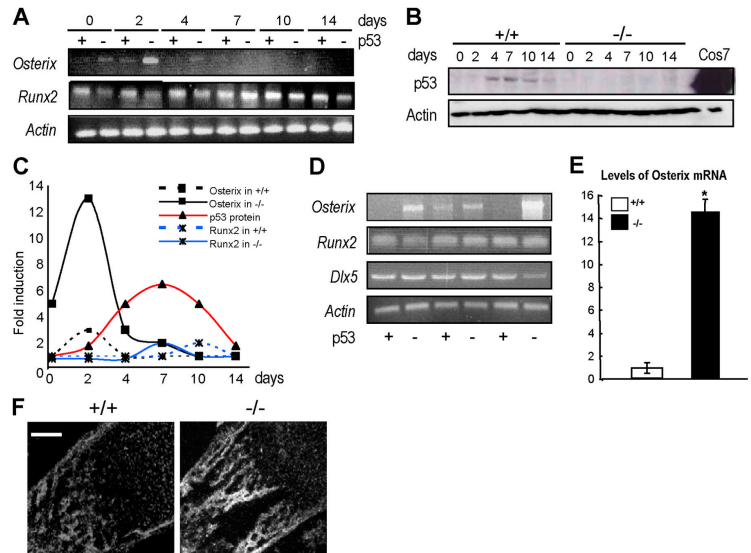 A
0 2 4 7 10 14 days
+ - + - + - + - + - + - p53
Osterix
Runx2
Actin
B
+/+ -/-
days 0 2 4 7 10 14 0 2 4 7 10 14 Cos7
p53
Actin
C
Fold induction
14
12
10
8
6
4
2
0
0 2 4 7 10 14 days
Osterix in +/+
Osterix in -/-
p53 protein
Runx2 in +/+
Runx2 in -/-
D
Osterix
Runx2
Dlx5
Actin
p53 + - + - + -
E
Levels of Osterix mRNA
+/+
-/-
*
16
14
12
10
8
6
4
2
0
F
+/+ -/-